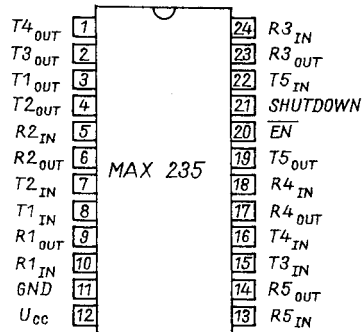 T4OUT 1 24 R3IN
T3OUT 2 23 R3OUT
T1OUT 3 22 T5IN
T2OUT 4 21 SHUTDOWN
R2IN 5 20 EN
R2OUT 6 19 T5OUT
MAX 235
T2IN 7 18 R4IN
T1IN 8 17 R4OUT
R1OUT 9 16 T4IN
R1IN 10 15 T3IN
GND 11 14 R5OUT
UCC 12 13 R5IN